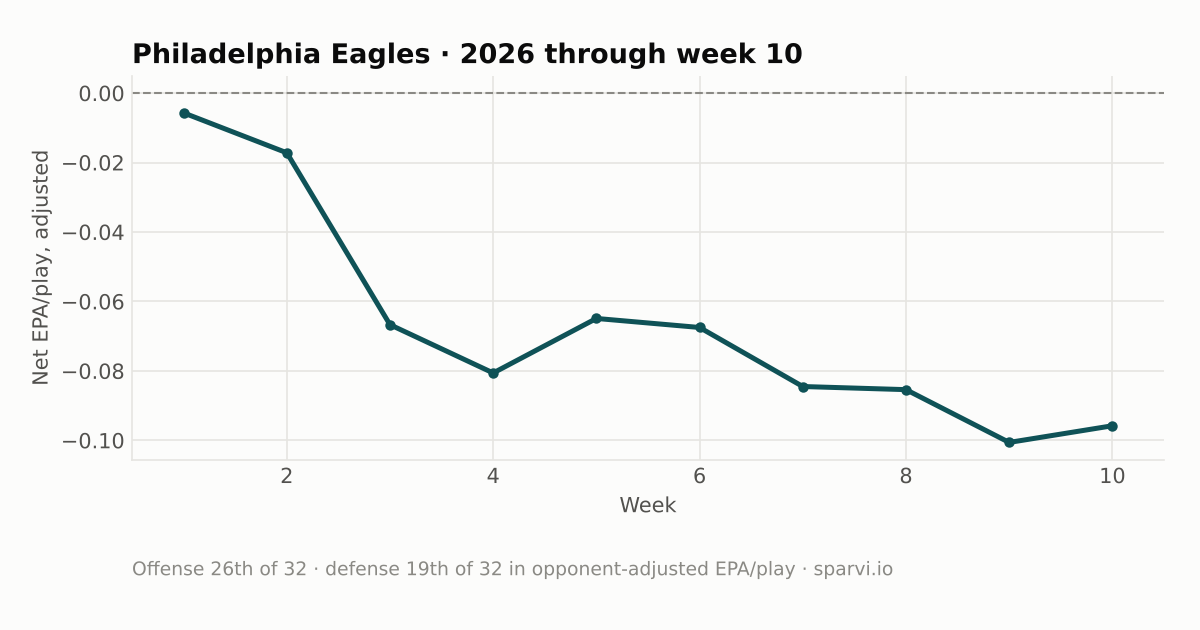 Philadelphia Eagles · 2026 through week 10
Net EPA/play, adjusted
0.00
−0.02
−0.04
−0.06
−0.08
−0.10
2 4 6 8 10
Week
Offense 26th of 32 · defense 19th of 32 in opponent-adjusted EPA/play · sparvi.io